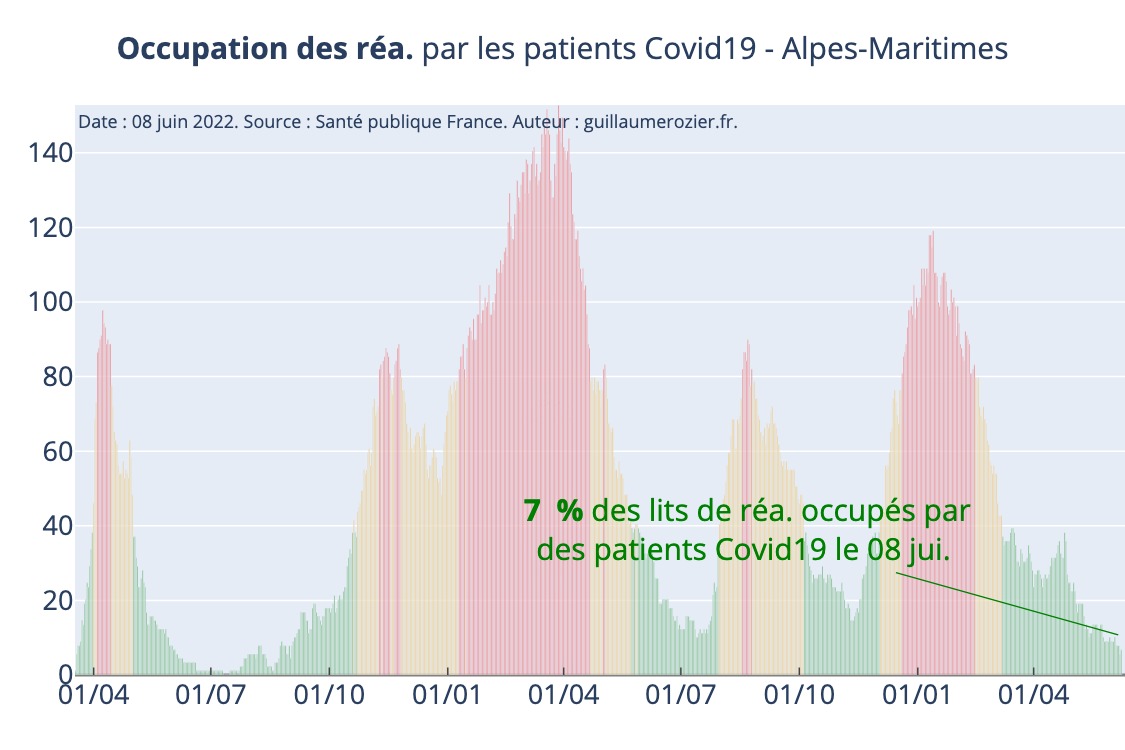 Occupation des réa. par les patients Covid19 - Alpes-Maritimes
Date : 08 juin 2022. Source : Santé publique France. Auteur : guillaumerozier.fr.
140
120
100
80
60
7 % des lits de réa. occupés par
40
des patients Covid19 le 08 jui.
20
0
01/04 01/07 01/10 01/01 01/04 01/07 01/10 01/01 01/04